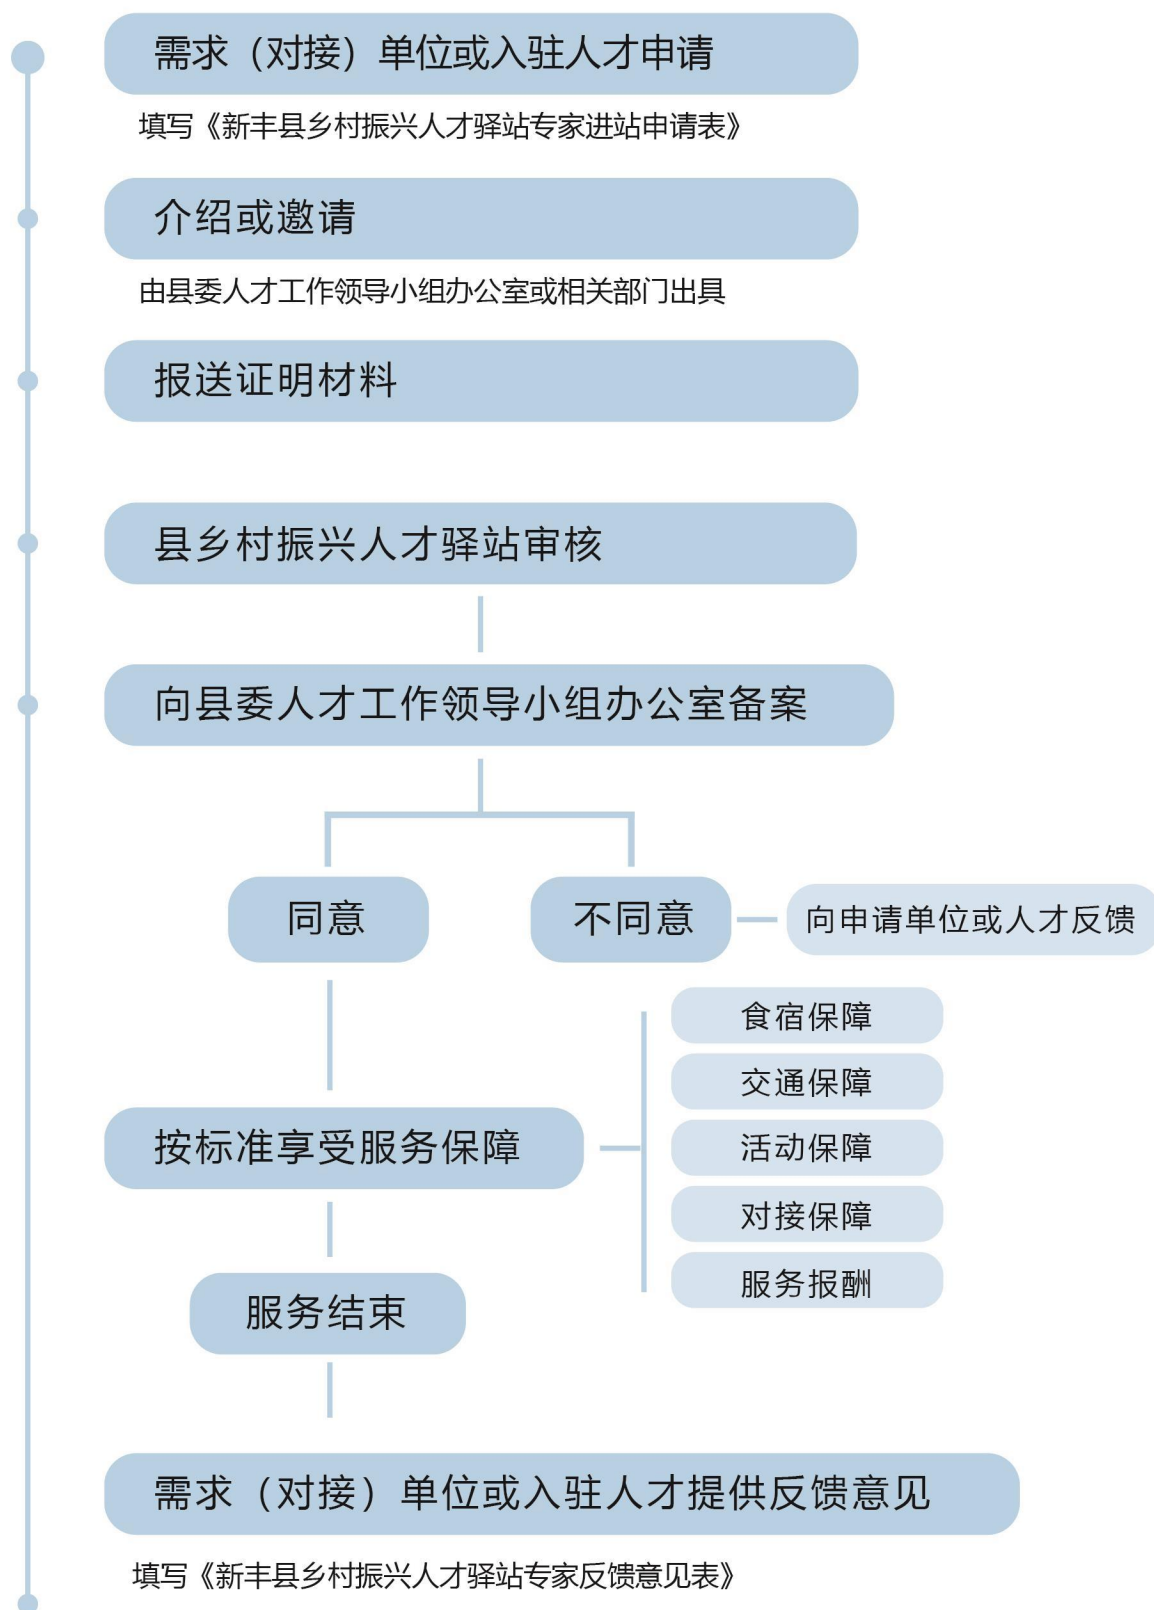 需求（对接）单位或入驻人才申请
填写《新丰县乡村振兴人才驿站专家进站申请表》
介绍或邀请
由县委人才工作领导小组办公室或相关部门出具
报送证明材料
县乡村振兴人才驿站审核
向县委人才工作领导小组办公室备案
同意
不同意
向申请单位或人才反馈
食宿保障
交通保障
按标准享受服务保障
活动保障
对接保障
服务报酬
服务结束
需求（对接）单位或入驻人才提供反馈意见
填写《新丰县乡村振兴人才驿站专家反馈意见表》